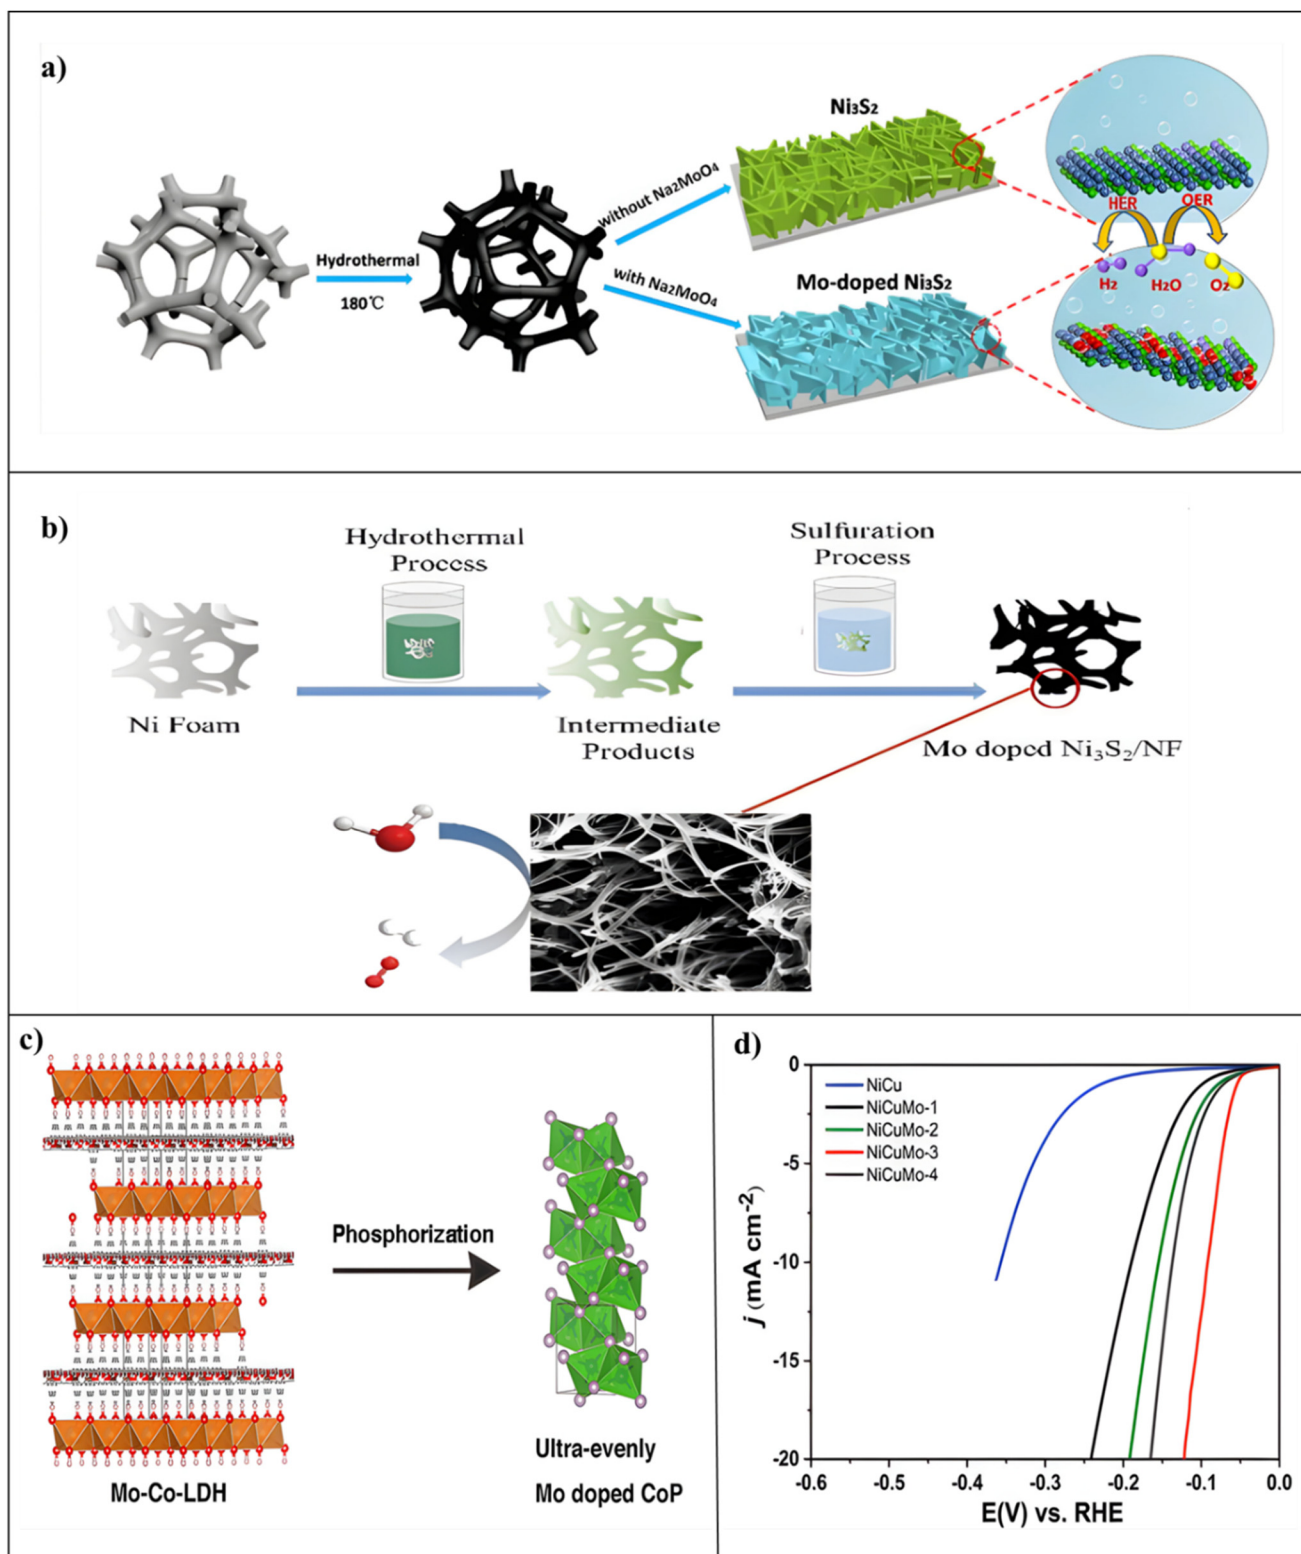 a)
Ni₃S₂
without Na₂MoO₄
Hydrothermal
180℃
with Na₂MoO₄
Mo-doped Ni₃S₂
HER OER
H₂ H₂O O₂
b)
Hydrothermal
Process
Sulfuration
Process
Ni Foam
Intermediate
Products
Mo doped Ni₃S₂/NF
c)
Phosphorization
Mo-Co-LDH
Ultra-evenly
Mo doped CoP
d)
NiCu
NiCuMo-1
NiCuMo-2
NiCuMo-3
NiCuMo-4
j (mA cm⁻²)
0
-5
-10
-15
-20
-0.6 -0.5 -0.4 -0.3 -0.2 -0.1 0.0
E(V) vs. RHE